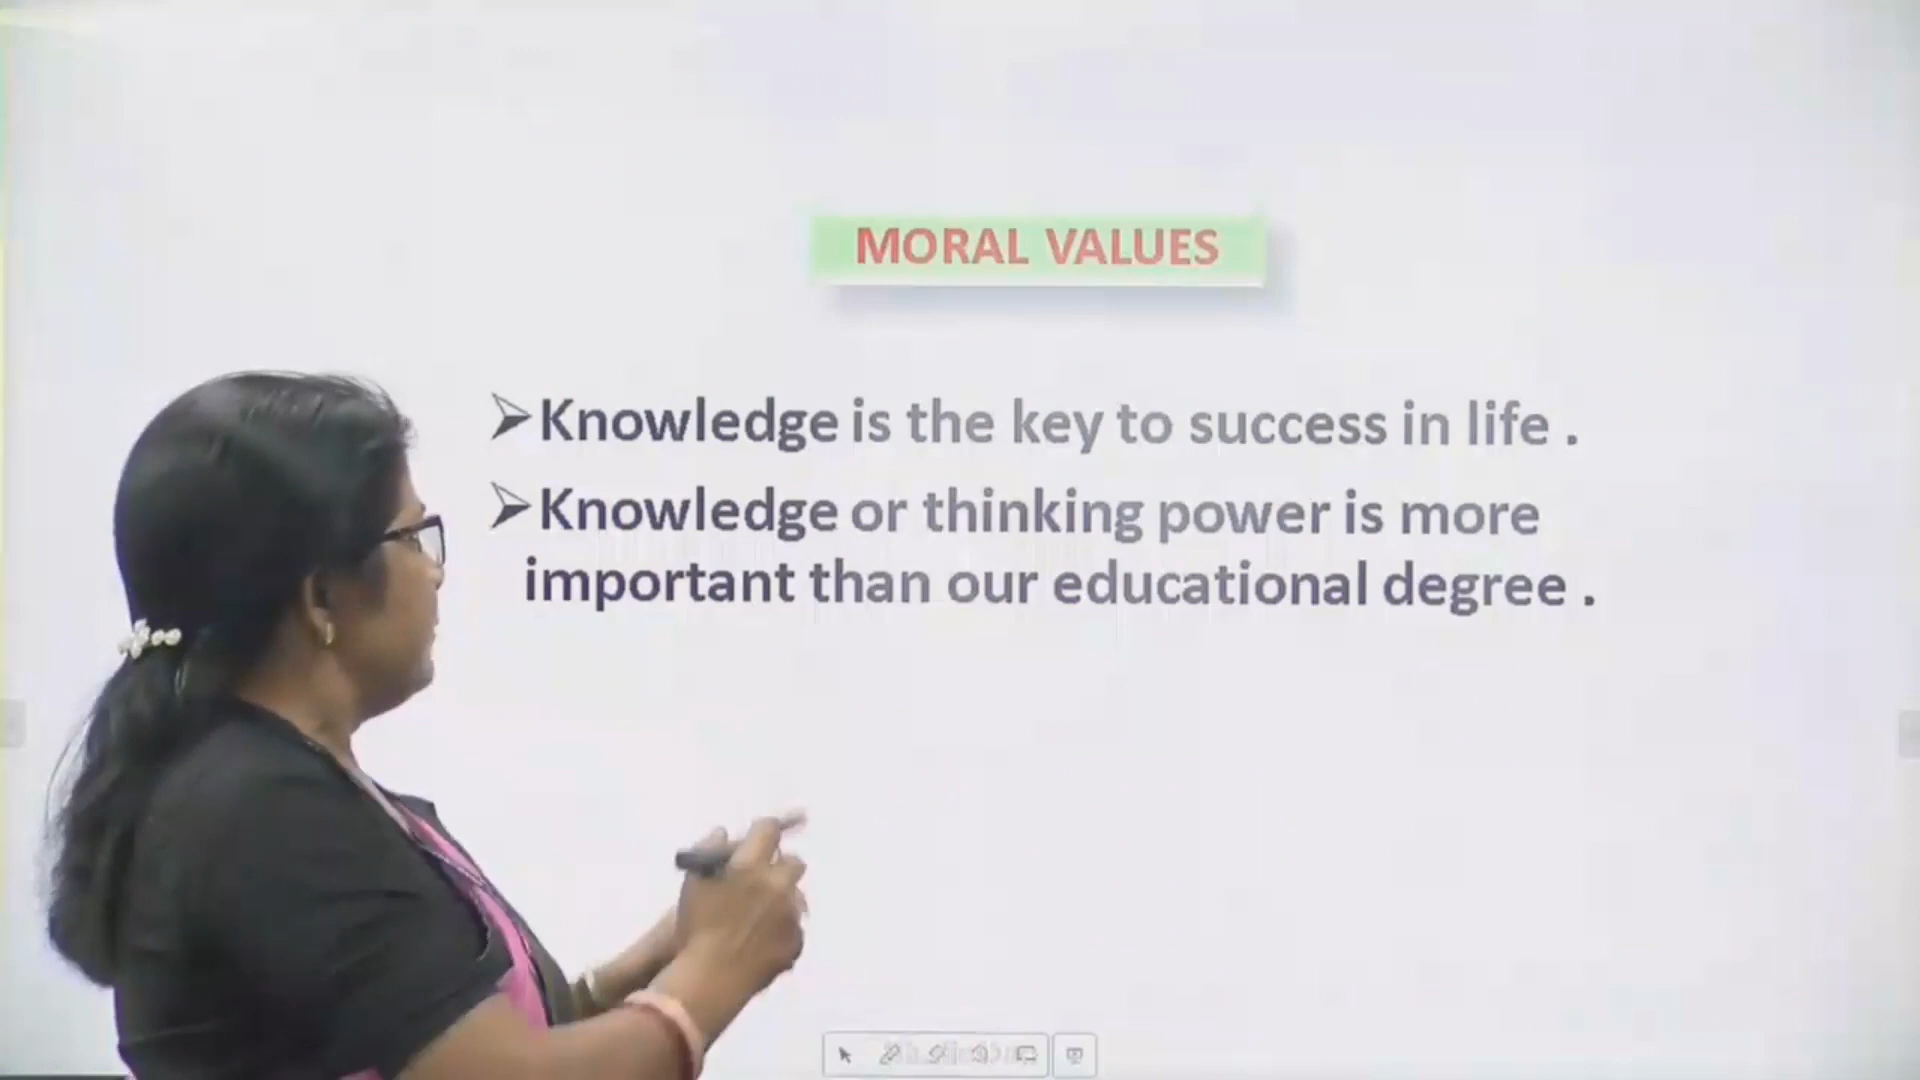 MORAL VALUES
➢Knowledge is the key to success in life .
➢Knowledge or thinking power is more
important than our educational degree .